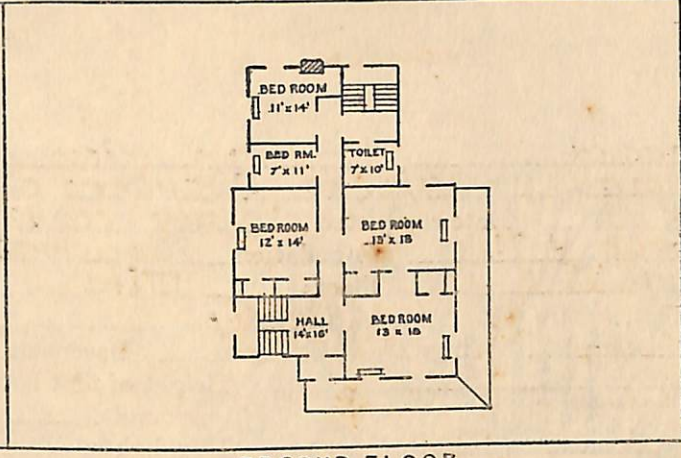 BED ROOM
11' x 14'
BED RM.
7' x 11'
TOILET
7' x 10'
BED ROOM
12' x 14'
BED ROOM
13' x 18
HALL
14' x 16'
BED ROOM
13 x 18
FLOOR